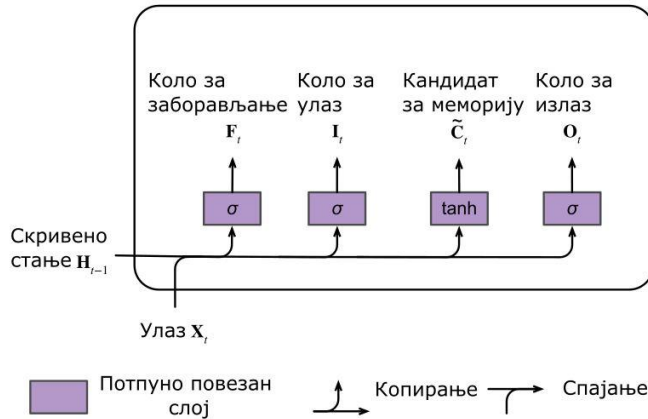 Коло за заборављање
F_t
Коло за улаз
I_t
Кандидат за меморију
C̃_t
Коло за излаз
O_t
σ
σ
tanh
σ
Скривено стање H_{t−1}
Улаз X_t
Потпуно повезан слој
Копирање
Спајање